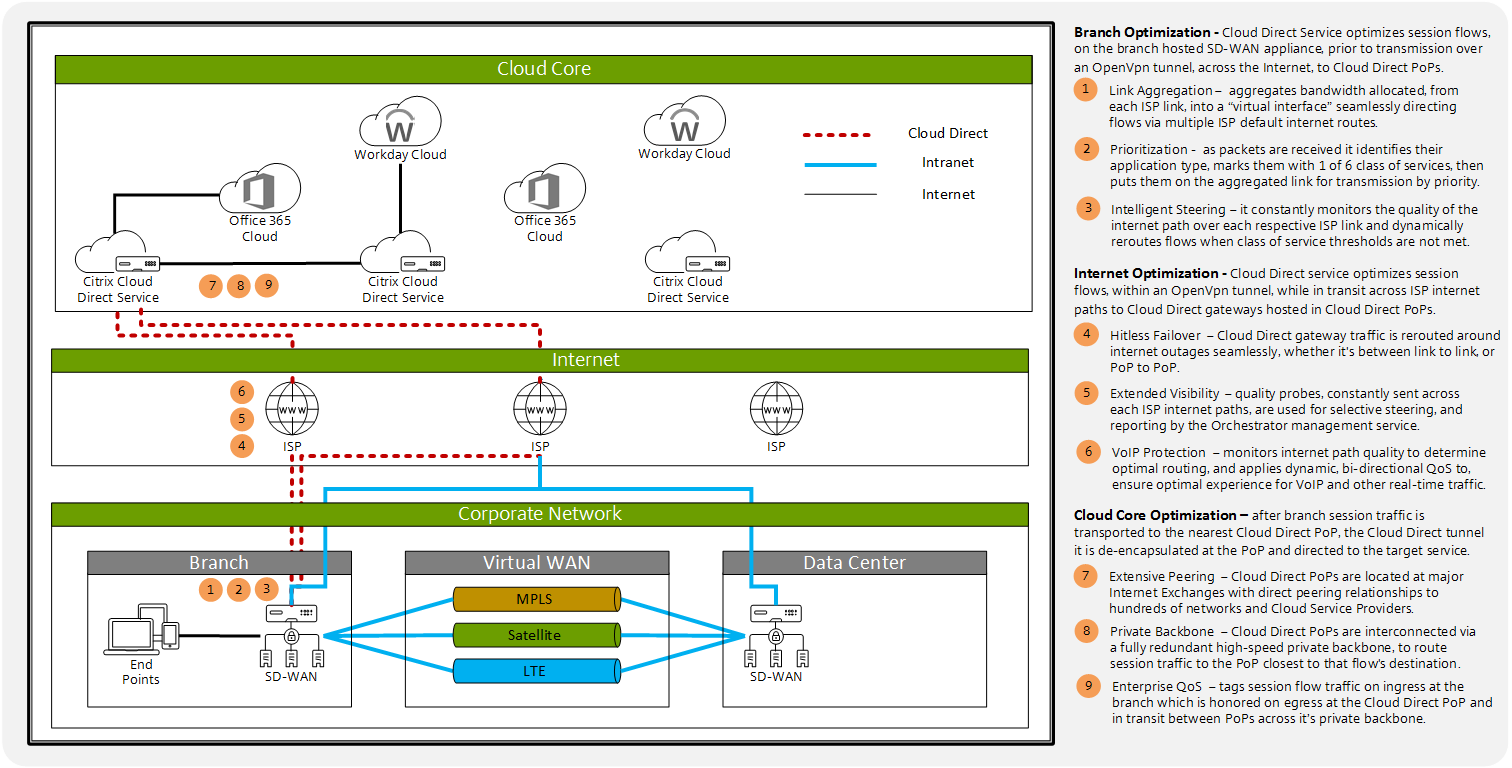 Cloud Core
Workday Cloud
Workday Cloud
Cloud Direct
Intranet
Internet
Office 365
Cloud
Office 365
Cloud
Citrix Cloud
Direct Service
7 8 9
Citrix Cloud
Direct Service
Citrix Cloud
Direct Service
Internet
6
5
4
WWW
ISP
WWW
ISP
WWW
ISP
Corporate Network
Branch
1 2 3
End
Points
SD-WAN
Virtual WAN
MPLS
Satellite
LTE
Data Center
SD-WAN
Branch Optimization - Cloud Direct Service optimizes session flows,
on the branch hosted SD-WAN appliance, prior to transmission over
an OpenVpn tunnel, across the Internet, to Cloud Direct PoPs.
1 Link Aggregation – aggregates bandwidth allocated, from
each ISP link, into a “virtual interface” seamlessly directing
flows via multiple ISP default internet routes.
2 Prioritization - as packets are received it identifies their
application type, marks them with 1 of 6 class of services, then
puts them on the aggregated link for transmission by priority.
3 Intelligent Steering – it constantly monitors the quality of the
internet path over each respective ISP link and dynamically
reroutes flows when class of service thresholds are not met.
Internet Optimization - Cloud Direct service optimizes session
flows, within an OpenVpn tunnel, while in transit across ISP internet
paths to Cloud Direct gateways hosted in Cloud Direct PoPs.
4 Hitless Failover – Cloud Direct gateway traffic is rerouted around
internet outages seamlessly, whether it's between link to link, or
PoP to PoP.
5 Extended Visibility – quality probes, constantly sent across
each ISP internet paths, are used for selective steering, and
reporting by the Orchestrator management service.
6 VoIP Protection – monitors internet path quality to determine
optimal routing, and applies dynamic, bi-directional QoS to,
ensure optimal experience for VoIP and other real-time traffic.
Cloud Core Optimization – after branch session traffic is
transported to the nearest Cloud Direct PoP, the Cloud Direct tunnel
it is de-encapsulated at the PoP and directed to the target service.
7 Extensive Peering – Cloud Direct PoPs are located at major
Internet Exchanges with direct peering relationships to
hundreds of networks and Cloud Service Providers.
8 Private Backbone – Cloud Direct PoPs are interconnected via
a fully redundant high-speed private backbone, to route
session traffic to the PoP closest to that flow's destination.
9 Enterprise QoS – tags session flow traffic on ingress at the
branch which is honored on egress at the Cloud Direct PoP and
in transit between PoPs across it's private backbone.